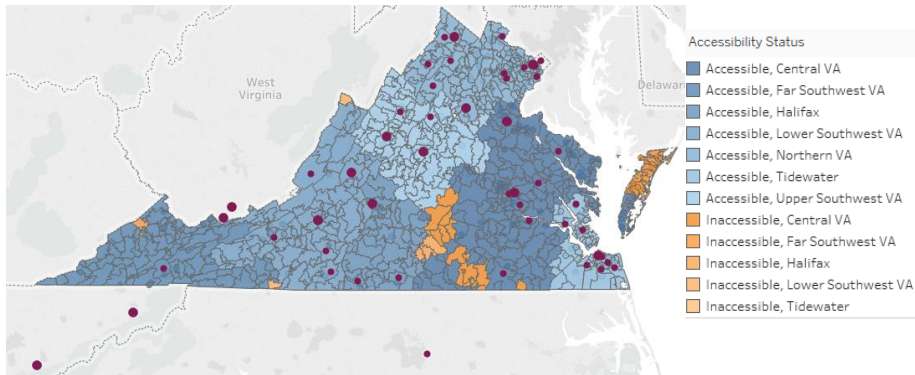 Maryland
West
Virginia
Delaware
Accessibility Status
Accessible, Central VA
Accessible, Far Southwest VA
Accessible, Halifax
Accessible, Lower Southwest VA
Accessible, Northern VA
Accessible, Tidewater
Accessible, Upper Southwest VA
Inaccessible, Central VA
Inaccessible, Far Southwest VA
Inaccessible, Halifax
Inaccessible, Lower Southwest VA
Inaccessible, Tidewater